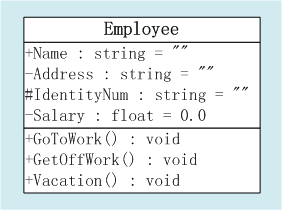 Employee
+Name : string = ""
-Address : string = ""
#IdentityNum : string = ""
-Salary : float = 0.0
+GoToWork() : void
+GetOffWork() : void
+Vacation() : void